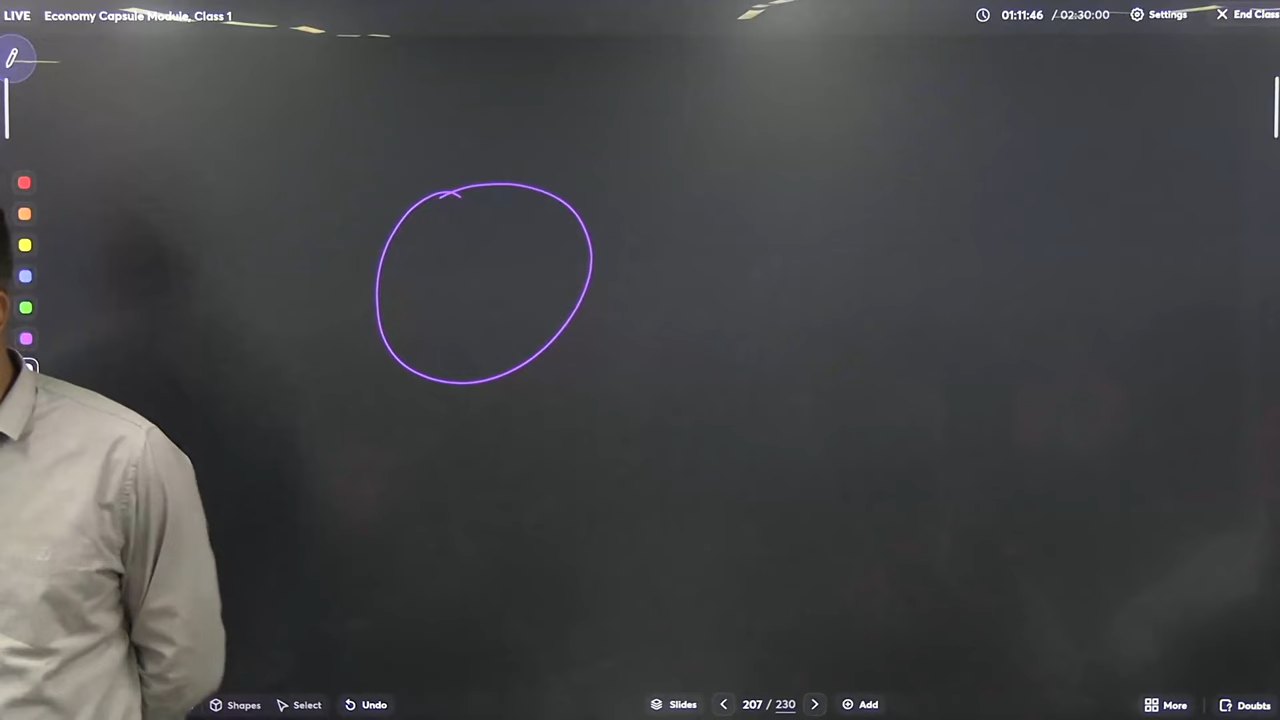 LIVE Economy Capsule Module, Class 1 01:11:46 / 02:30:00 Settings End Class
Shapes Select Undo Slides 207 / 230 Add More Doubts